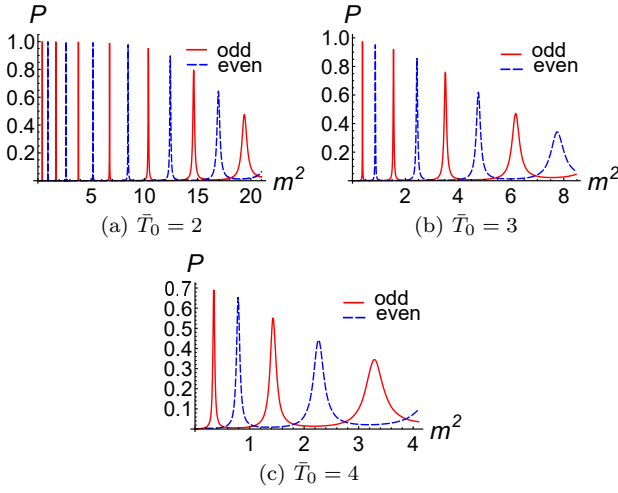 P
odd
even
1.0
0.8
0.6
0.4
0.2
5 10 15 20 m²
(a) T̄₀ = 2
P
odd
even
1.0
0.8
0.6
0.4
0.2
2 4 6 8 m²
(b) T̄₀ = 3
P
odd
even
0.7
0.6
0.5
0.4
0.3
0.2
0.1
1 2 3 4 m²
(c) T̄₀ = 4